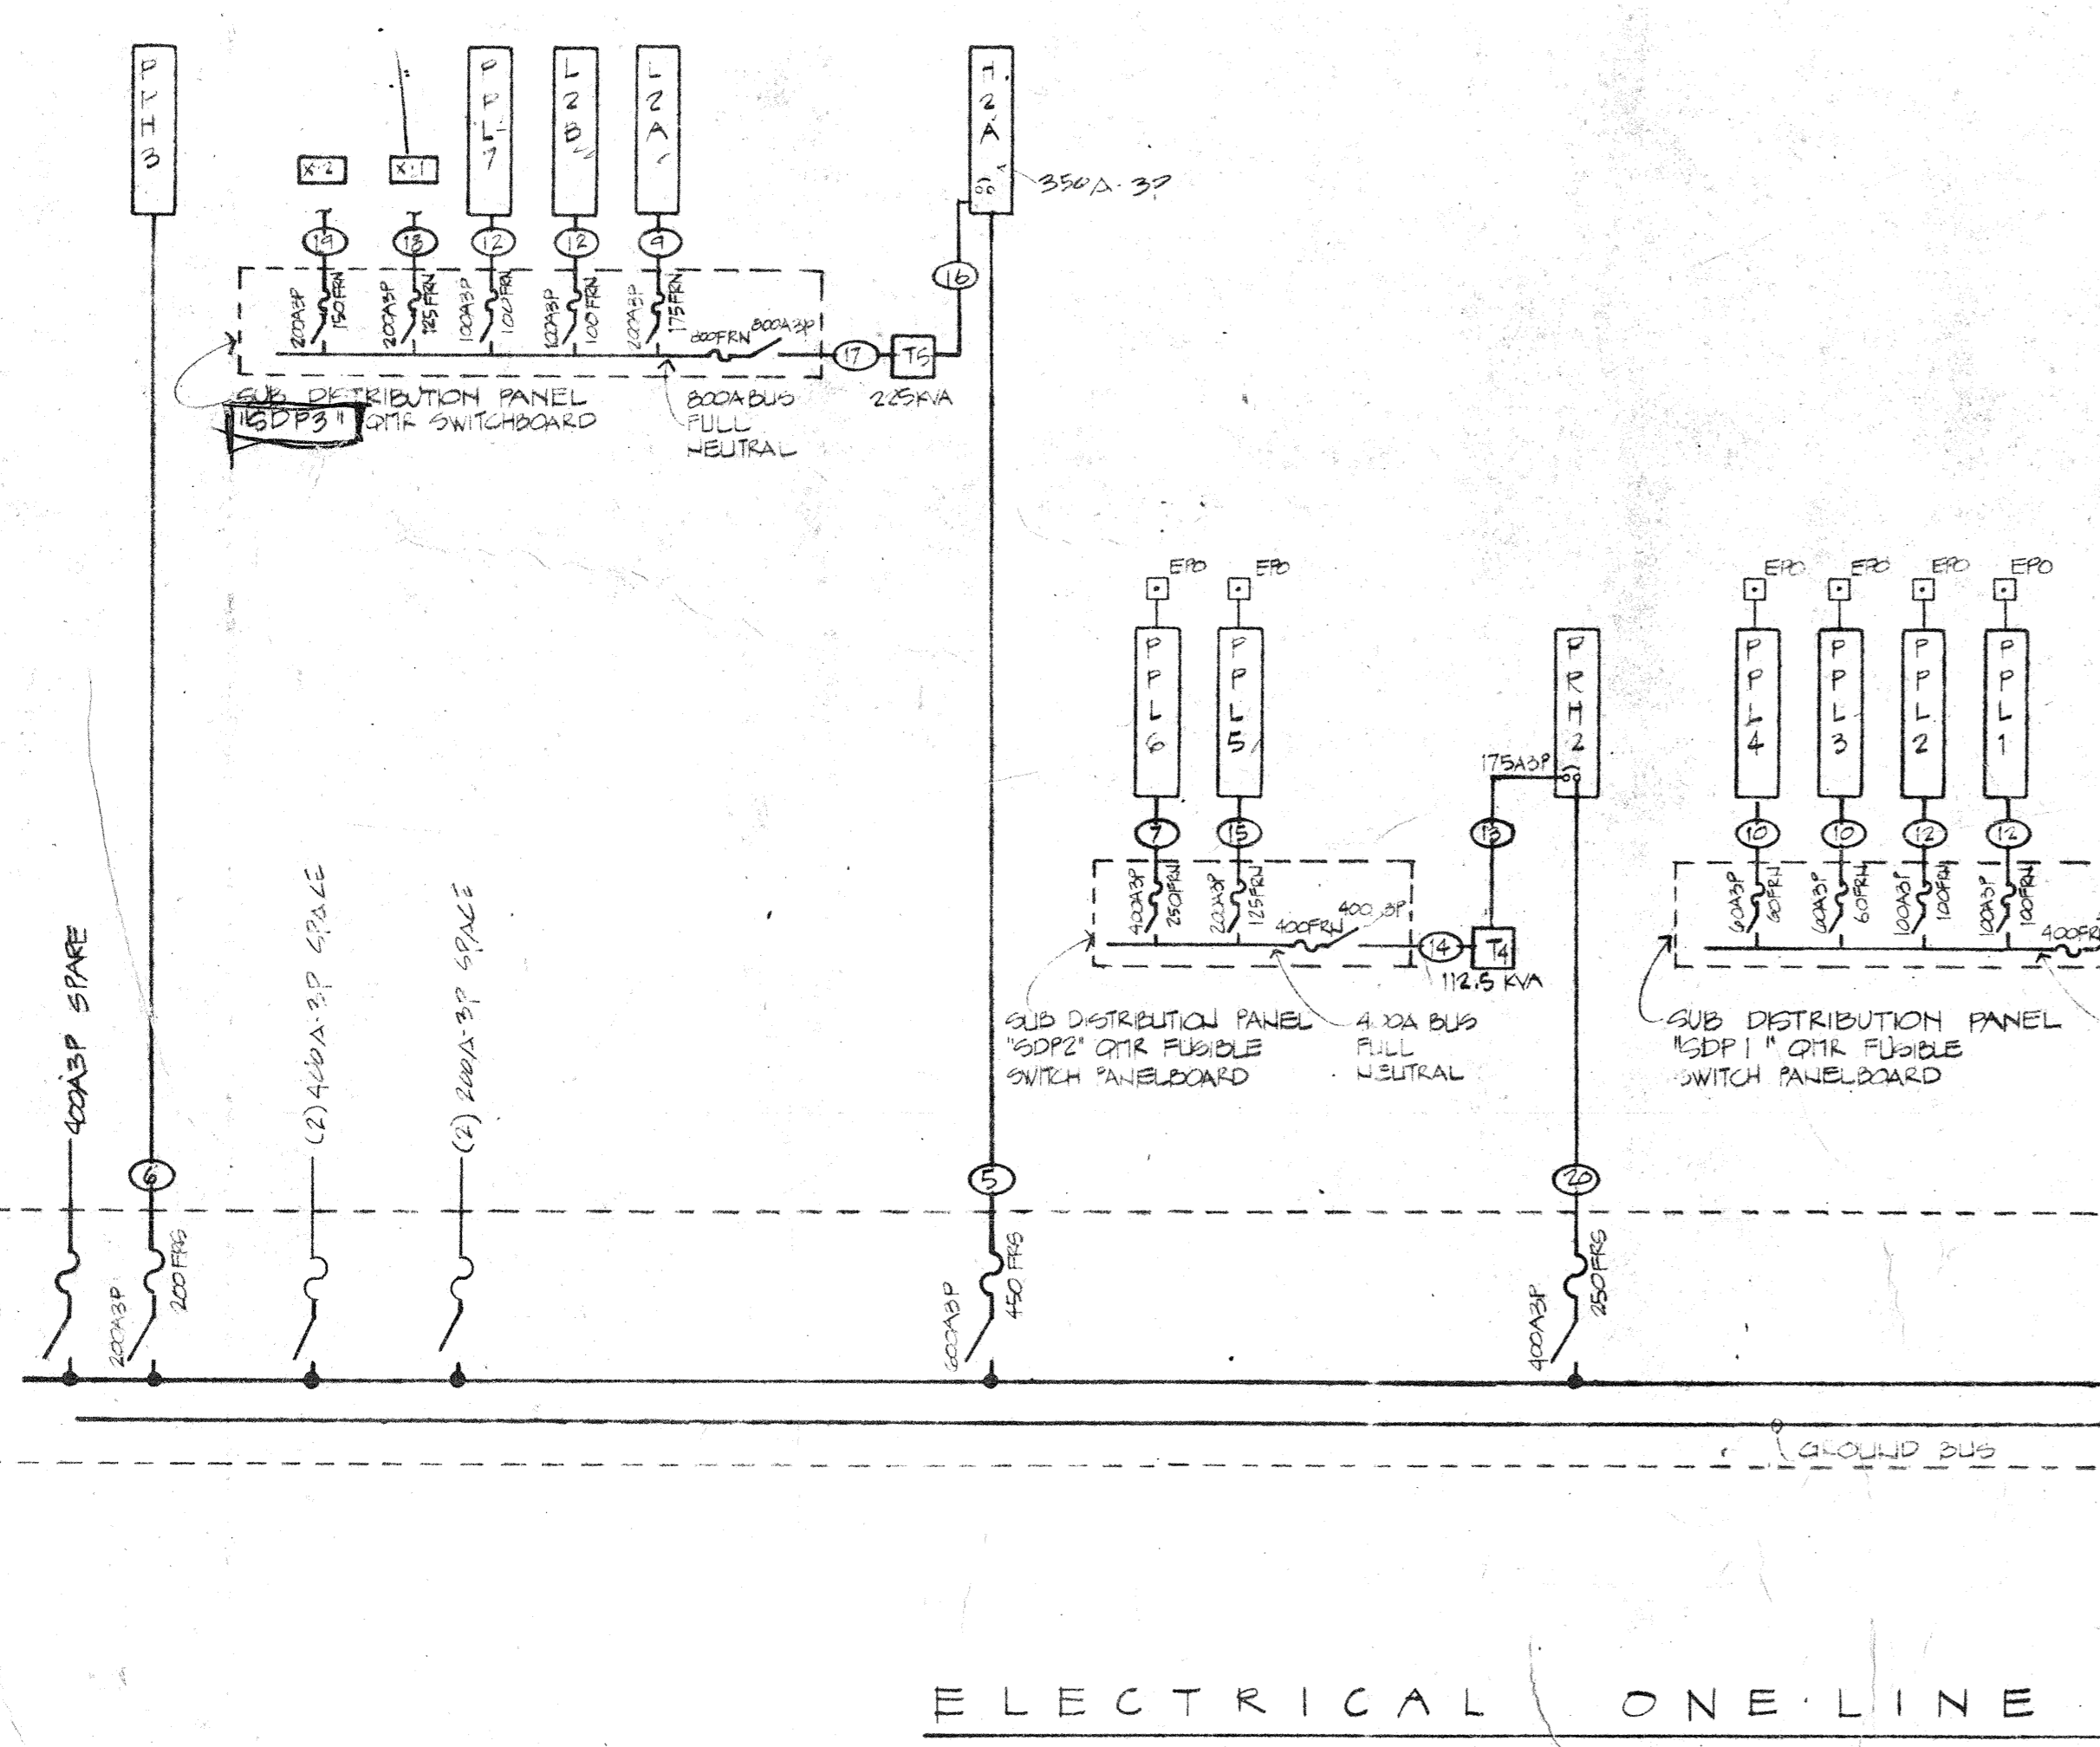 PPH3
X-2
X-1
PPL7
L2B
L2A
H2A
350A-3P
19
18
12
12
9
16
200A3P
150FRN
200A3P
125FRN
100A3P
100FRN
100A3P
100FRN
200A3P
175FRN
800A3P
17
T5
225KVA
SUB DISTRIBUTION PANEL
"SDP3" QMR SWITCHBOARD
800A BUS
FULL
NEUTRAL
EPO
EPO
EPO
EPO
EPO
EPO
PPL6
PPL5
PPH2
PPL4
PPL3
PPL2
PPL1
175A3P
7
15
13
10
10
12
12
400A3P
250FRN
200A3P
125FRN
400FRN
14
T4
112.5 KVA
60A3P
60FRN
60A3P
60FRN
100A3P
100FRN
100A3P
100FRN
SUB DISTRIBUTION PANEL
"SDP2" QMR FUSIBLE
SWITCH PANELBOARD
400A BUS
FULL
NEUTRAL
SUB DISTRIBUTION PANEL
"SDP1" QMR FUSIBLE
SWITCH PANELBOARD
400A3P SPARE
(2) 400A-3P SPACE
(2) 200A-3P SPACE
6
5
20
200A3P
200FRS
600A3P
450FRS
400A3P
250FRS
GROUND BUS
ELECTRICAL ONE-LINE